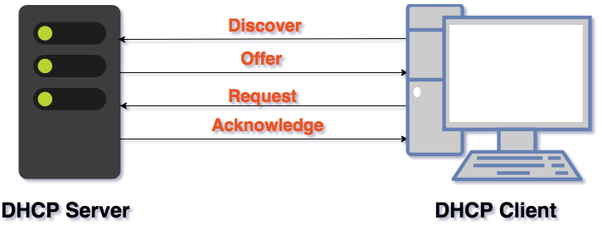 Discover
Offer
Request
Acknowledge
DHCP Server
DHCP Client